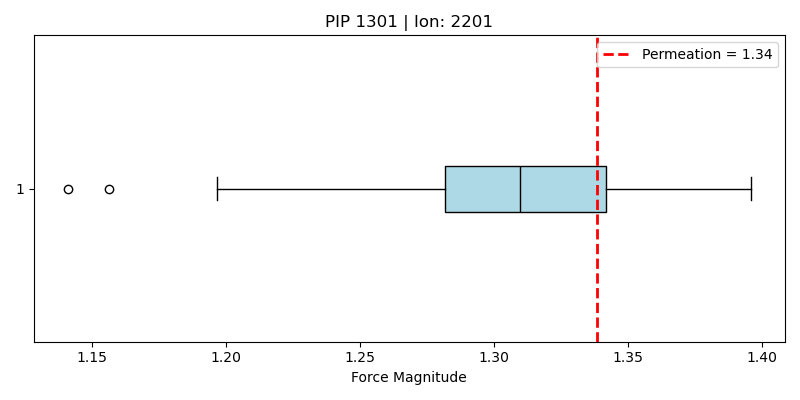 PIP 1301 | Ion: 2201
Permeation = 1.34
1
1.15 1.20 1.25 1.30 1.35 1.40
Force Magnitude